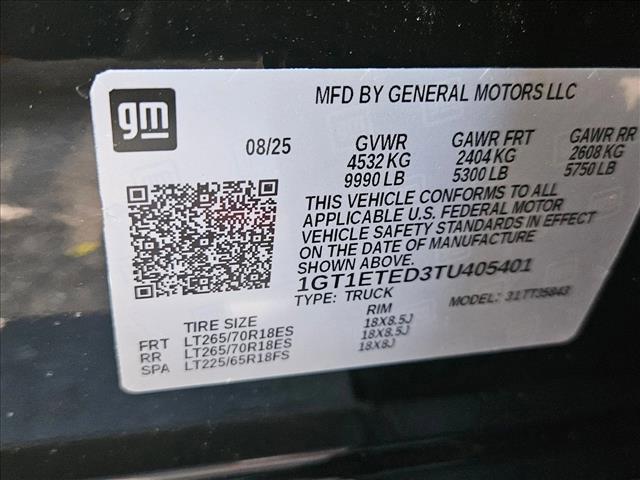 gm
MFD BY GENERAL MOTORS LLC
08/25 GVWR GAWR FRT GAWR RR
4532 KG 2404 KG 2608 KG
9990 LB 5300 LB 5750 LB
THIS VEHICLE CONFORMS TO ALL
APPLICABLE U.S. FEDERAL MOTOR
VEHICLE SAFETY STANDARDS IN EFFECT
ON THE DATE OF MANUFACTURE
SHOWN ABOVE.
1GT1ETED3TU405401
TYPE: TRUCK MODEL: 31TT35843
TIRE SIZE RIM
FRT LT265/70R18ES 18X8.5J
RR LT265/70R18ES 18X8.5J
SPA LT225/65R18FS 18X8J